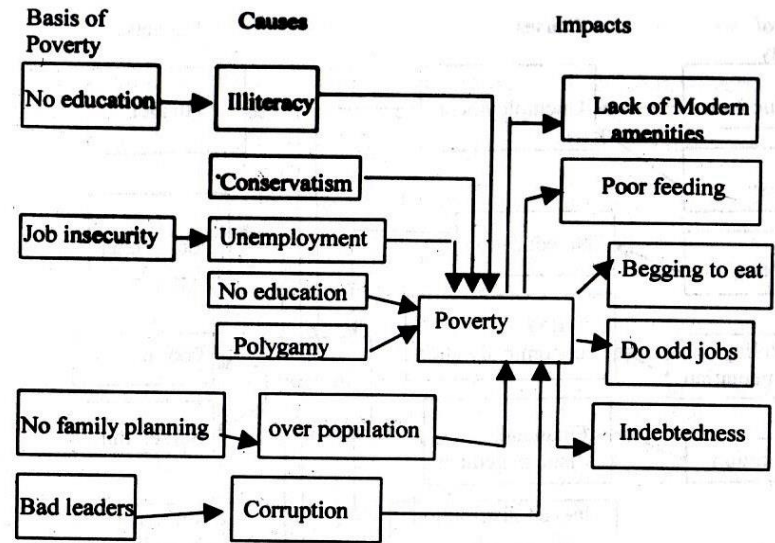 Basis of
Poverty
Causes
Impacts
No education
Illiteracy
Lack of Modern
amenities
Conservatism
Poor feeding
Job insecurity
Unemployment
Begging to eat
No education
Poverty
Polygamy
Do odd jobs
No family planning
over population
Indebtedness
Bad leaders
Corruption